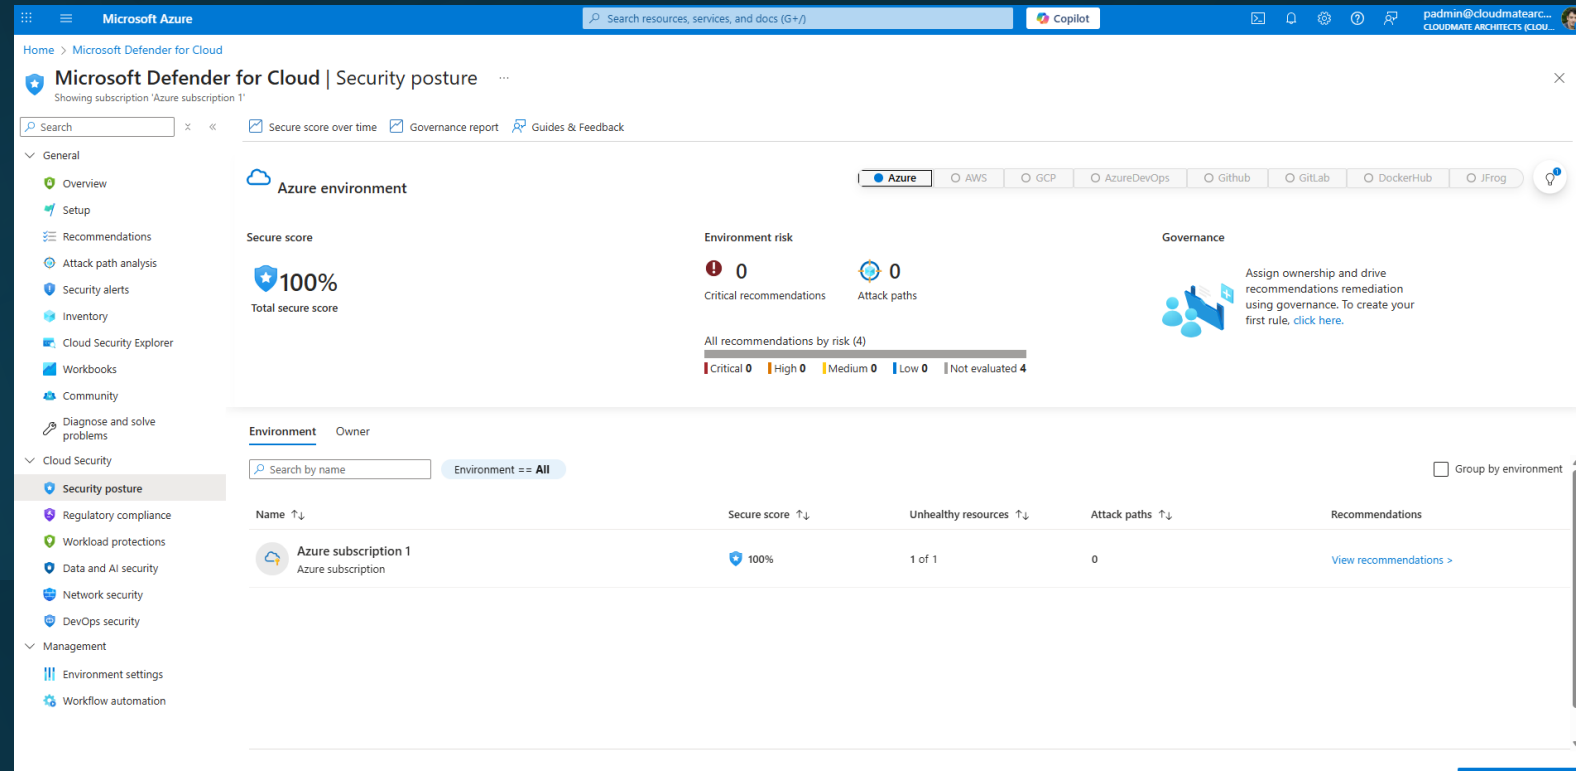 Microsoft Azure
Search resources, services, and docs (G+/)
Copilot
padmin@cloudmatearc...
CLOUDMATE ARCHITECTS (CLOU...
Home > Microsoft Defender for Cloud
Microsoft Defender for Cloud | Security posture ...
Showing subscription 'Azure subscription 1'
Search
Secure score over time
Governance report
Guides & Feedback
General
Overview
Setup
Recommendations
Attack path analysis
Security alerts
Inventory
Cloud Security Explorer
Workbooks
Community
Diagnose and solve
problems
Cloud Security
Security posture
Regulatory compliance
Workload protections
Data and AI security
Network security
DevOps security
Management
Environment settings
Workflow automation
Azure environment
Azure
AWS
GCP
AzureDevOps
Github
GitLab
DockerHub
JFrog
1
Secure score
100%
Total secure score
Environment risk
0
Critical recommendations
0
Attack paths
All recommendations by risk (4)
Critical 0 High 0 Medium 0 Low 0 Not evaluated 4
Governance
Assign ownership and drive
recommendations remediation
using governance. To create your
first rule, click here.
Environment Owner
Search by name
Environment == All
Group by environment
Name Secure score Unhealthy resources Attack paths Recommendations
Azure subscription 1
Azure subscription
100% 1 of 1 0 View recommendations >